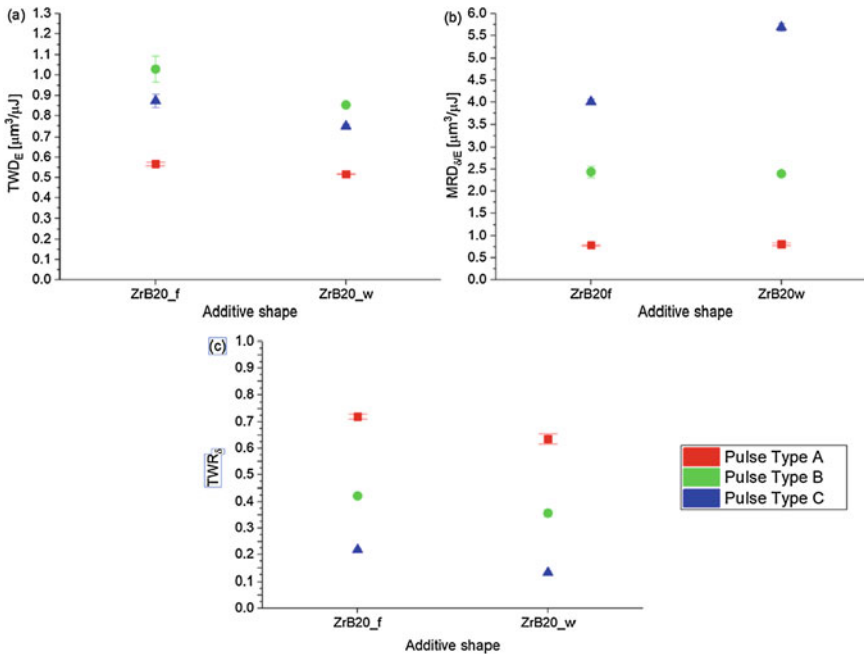 (a)
TWD_E [μm³/μJ]
1.3
1.2
1.1
1.0
0.9
0.8
0.7
0.6
0.5
0.4
0.3
0.2
0.1
0.0
ZrB20_f
ZrB20_w
Additive shape
(b)
MRD_δ/E [μm³/μJ]
6.0
5.5
5.0
4.5
4.0
3.5
3.0
2.5
2.0
1.5
1.0
0.5
0.0
ZrB20f
ZrB20w
Additive shape
(c)
TWR_δ
1.0
0.9
0.8
0.7
0.6
0.5
0.4
0.3
0.2
0.1
0.0
ZrB20_f
ZrB20_w
Additive shape
Pulse Type A
Pulse Type B
Pulse Type C